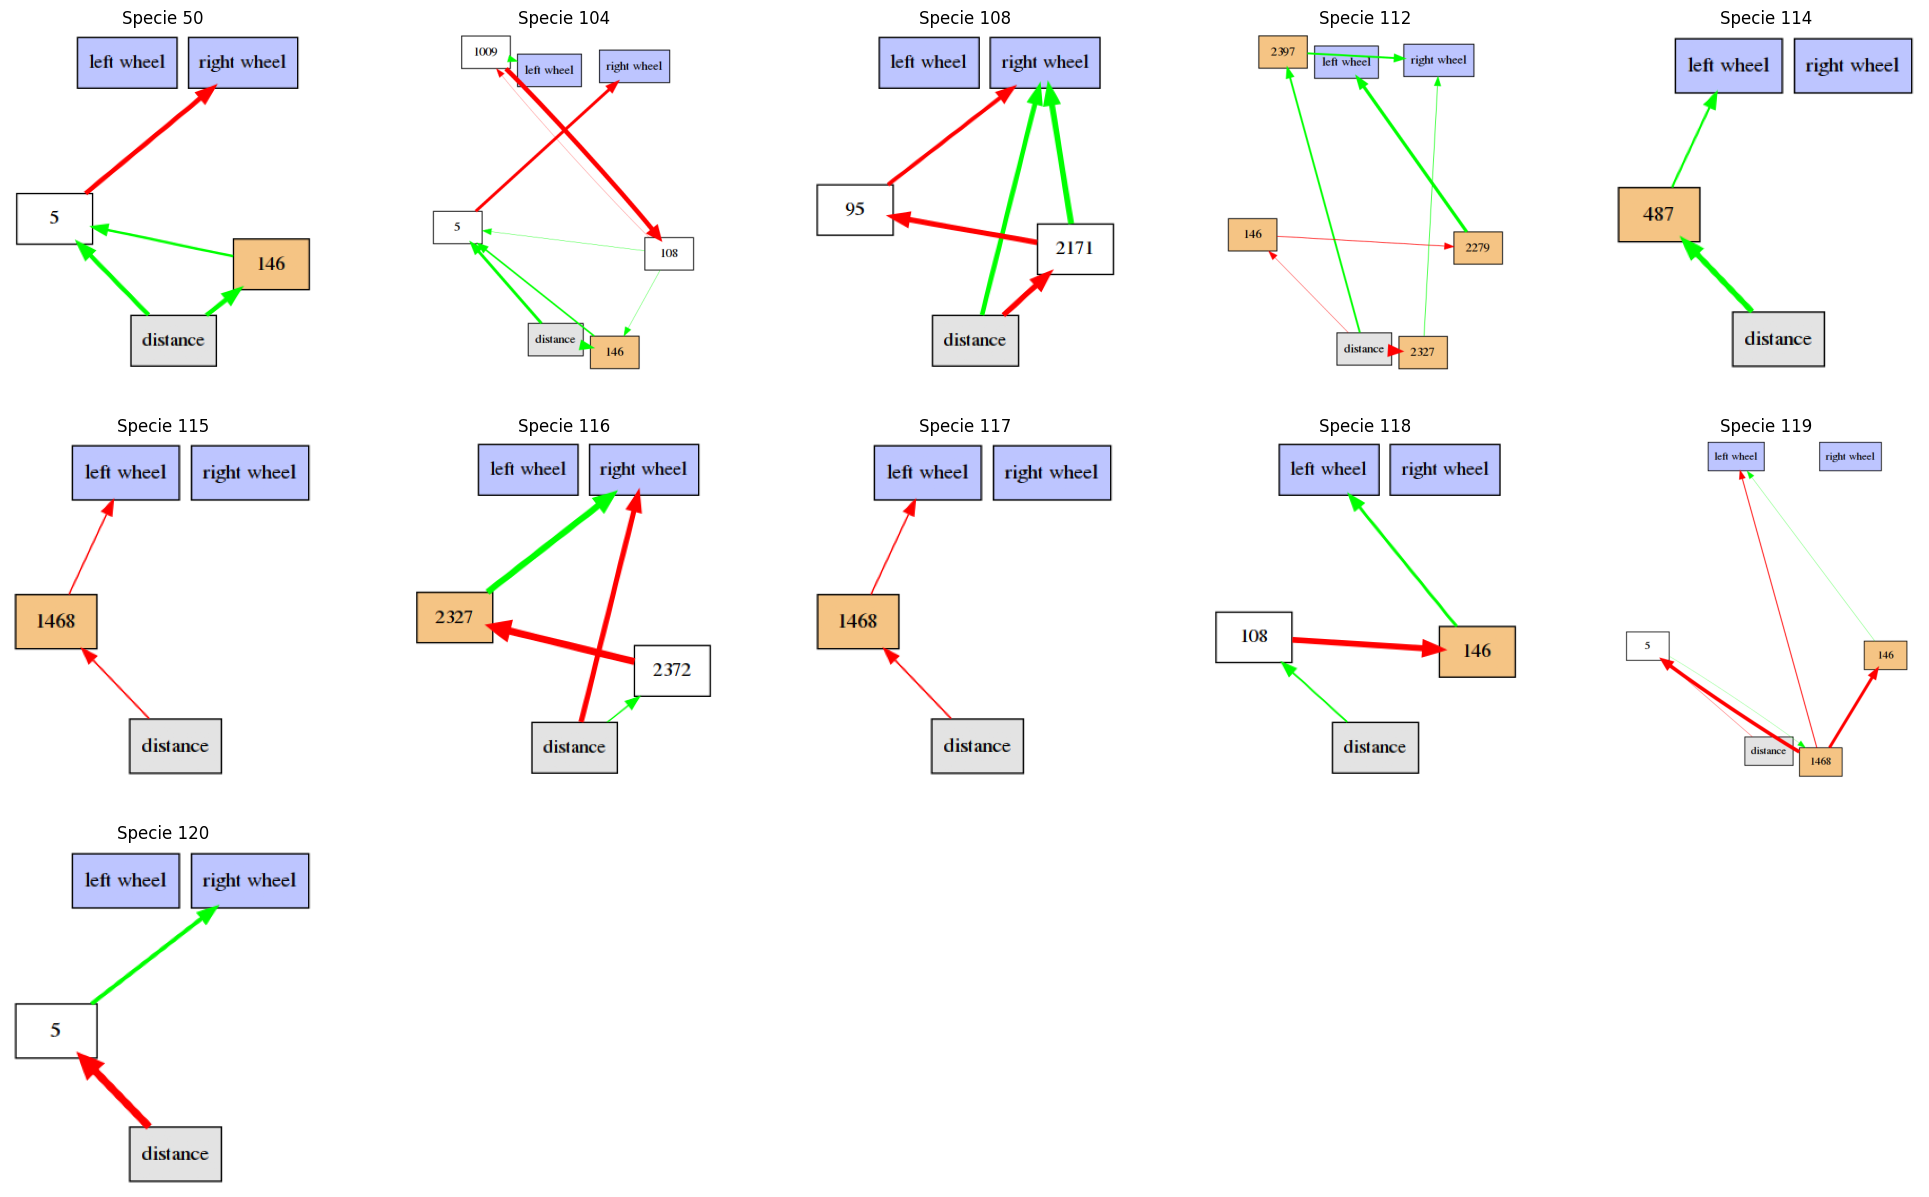 Specie 50
left wheel
right wheel
5
146
distance
Specie 104
1009
left wheel
right wheel
5
108
distance
146
Specie 108
left wheel
right wheel
95
2171
distance
Specie 112
2397
left wheel
right wheel
146
2279
distance
2327
Specie 114
left wheel
right wheel
487
distance
Specie 115
left wheel
right wheel
1468
distance
Specie 116
left wheel
right wheel
2327
2372
distance
Specie 117
left wheel
right wheel
1468
distance
Specie 118
left wheel
right wheel
108
146
distance
Specie 119
left wheel
right wheel
5
146
distance
1468
Specie 120
left wheel
right wheel
5
distance